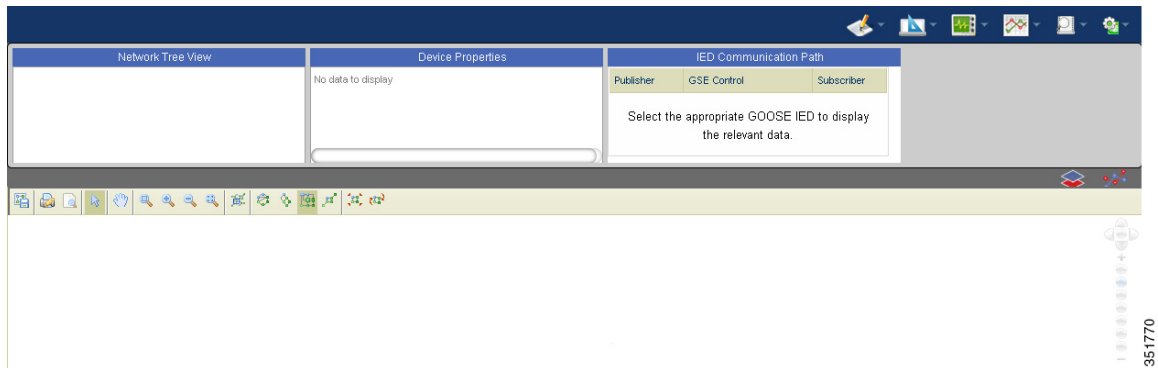 Network Tree View
Device Properties
IED Communication Path
No data to display
Publisher GSE Control Subscriber
Select the appropriate GOOSE IED to display
the relevant data.
351770